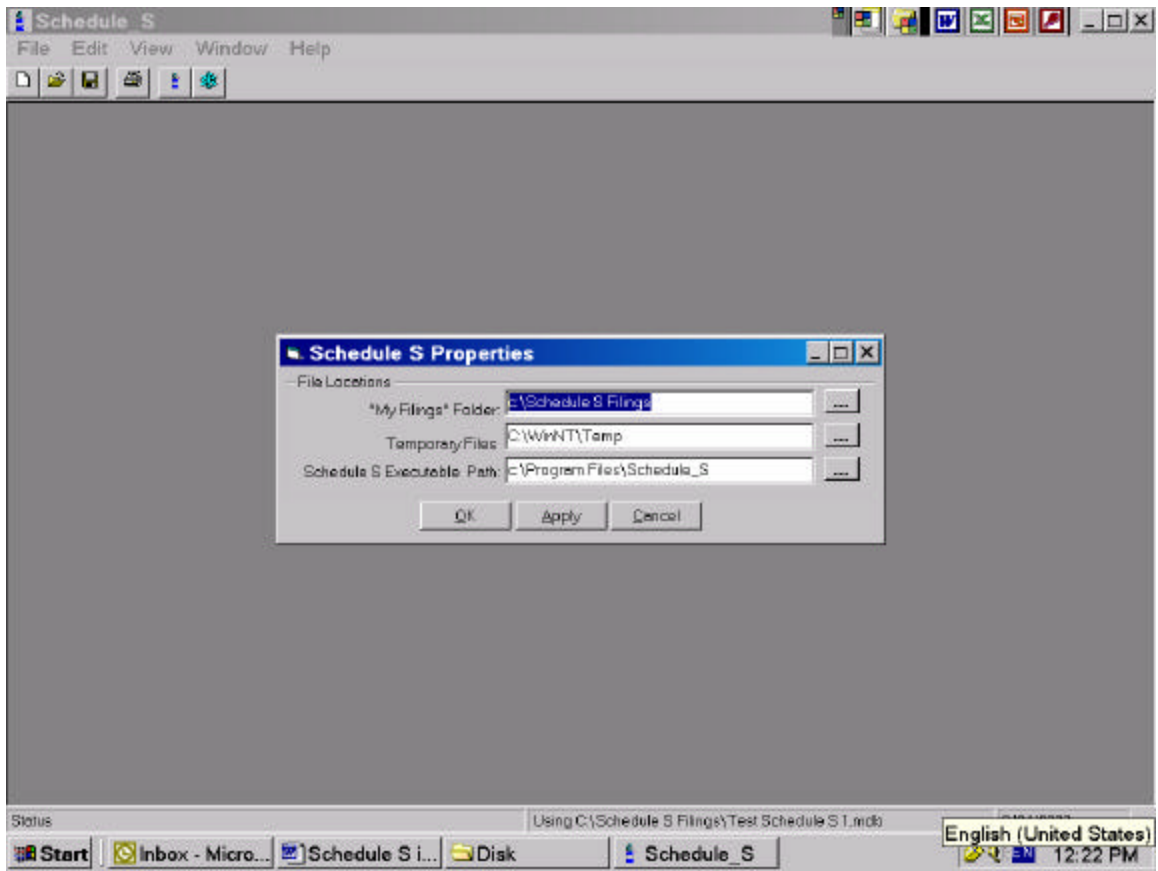 Schedule_S
File Edit View Window Help
Schedule S Properties
File Locations
"My Filings" Folder: c:\Schedule S Filings ...
Temporary Files: C:\WinNT\Temp ...
Schedule S Executable Path: c:\Program Files\Schedule_S ...
OK Apply Cancel
Status Using C:\Schedule S Filings\Test Schedule S 1.mdb
English (United States)
Start Inbox - Micro... Schedule S i... Disk Schedule_S EN 12:22 PM